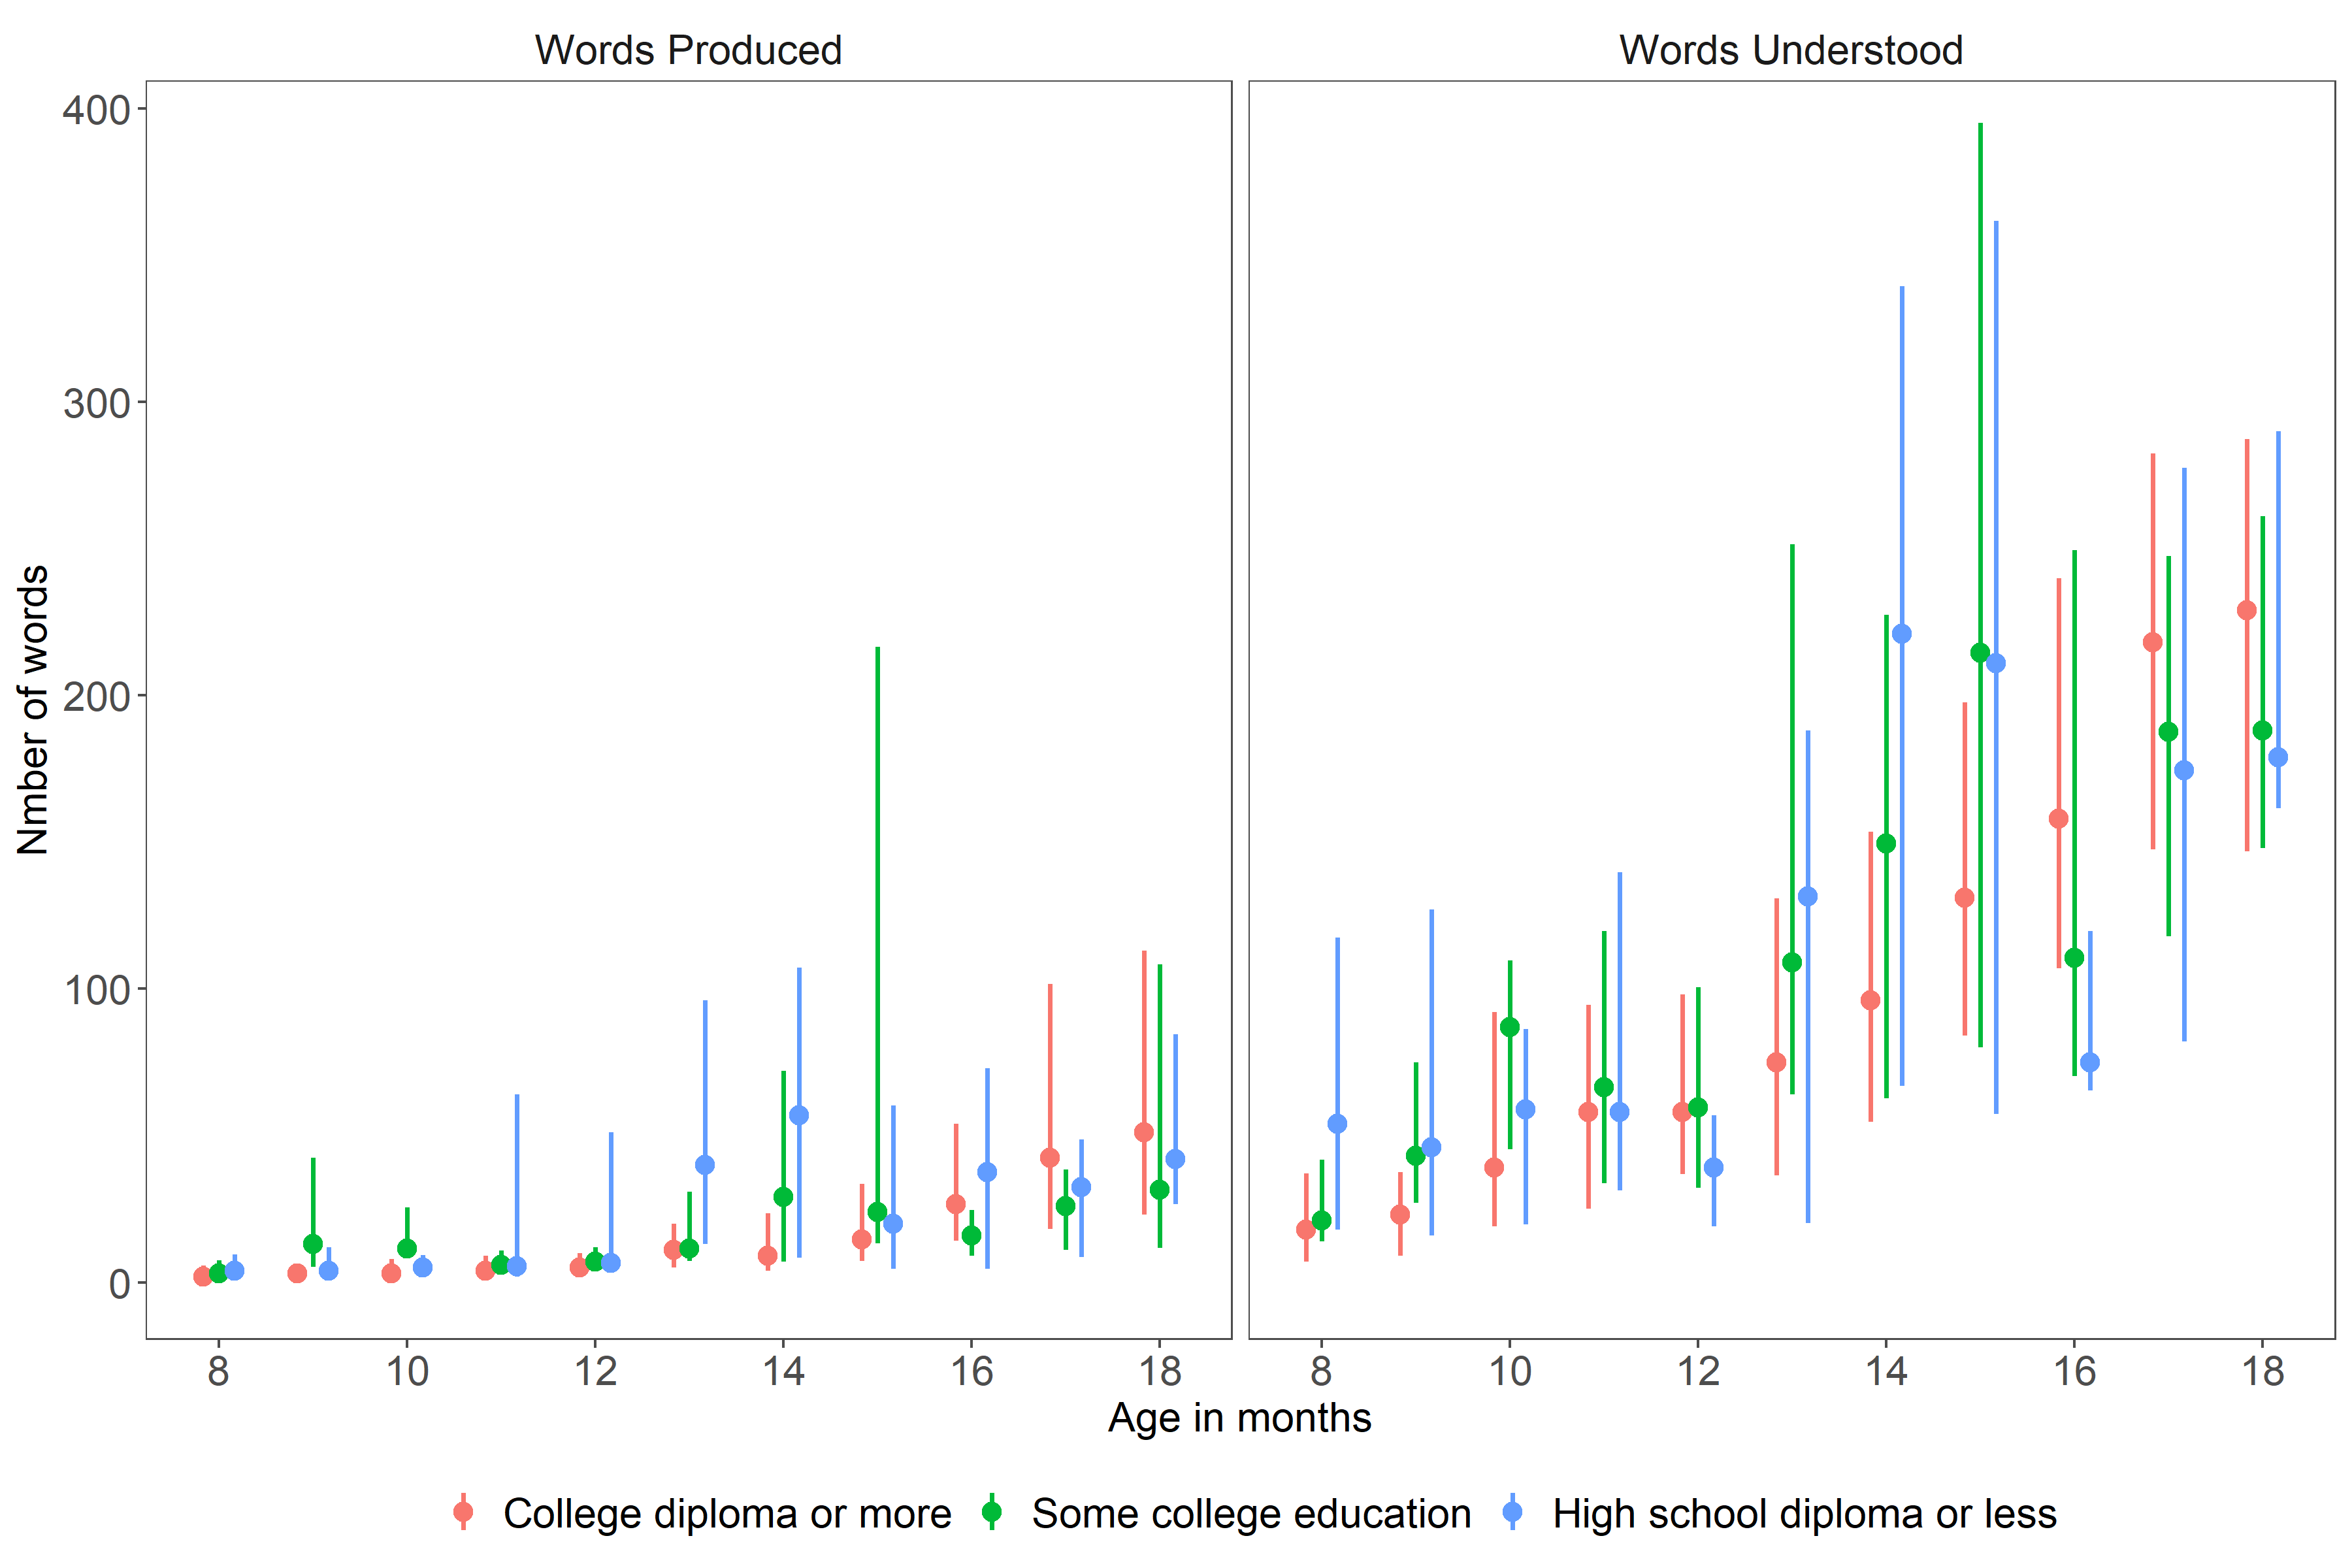 Words Produced Words Understood
400
300
200
100
0
Nmber of words
8 10 12 14 16 18 8 10 12 14 16 18
Age in months
College diploma or more Some college education High school diploma or less